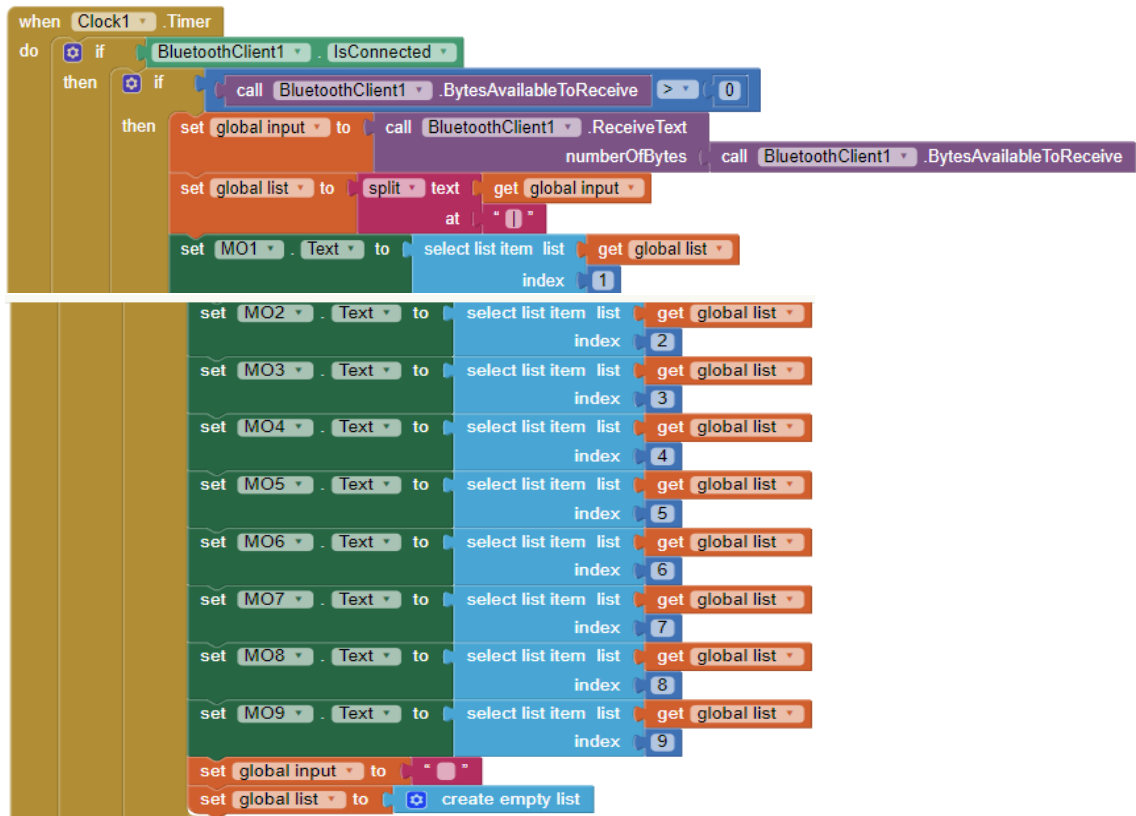 when Clock1 .Timer
do if BluetoothClient1 . IsConnected
then if call BluetoothClient1 .BytesAvailableToReceive > 0
then set global input to call BluetoothClient1 .ReceiveText
numberOfBytes call BluetoothClient1 .BytesAvailableToReceive
set global list to split text get global input
at " | "
set MO1 . Text to select list item list get global list
index 1
set MO2 . Text to select list item list get global list
index 2
set MO3 . Text to select list item list get global list
index 3
set MO4 . Text to select list item list get global list
index 4
set MO5 . Text to select list item list get global list
index 5
set MO6 . Text to select list item list get global list
index 6
set MO7 . Text to select list item list get global list
index 7
set MO8 . Text to select list item list get global list
index 8
set MO9 . Text to select list item list get global list
index 9
set global input to " "
set global list to create empty list